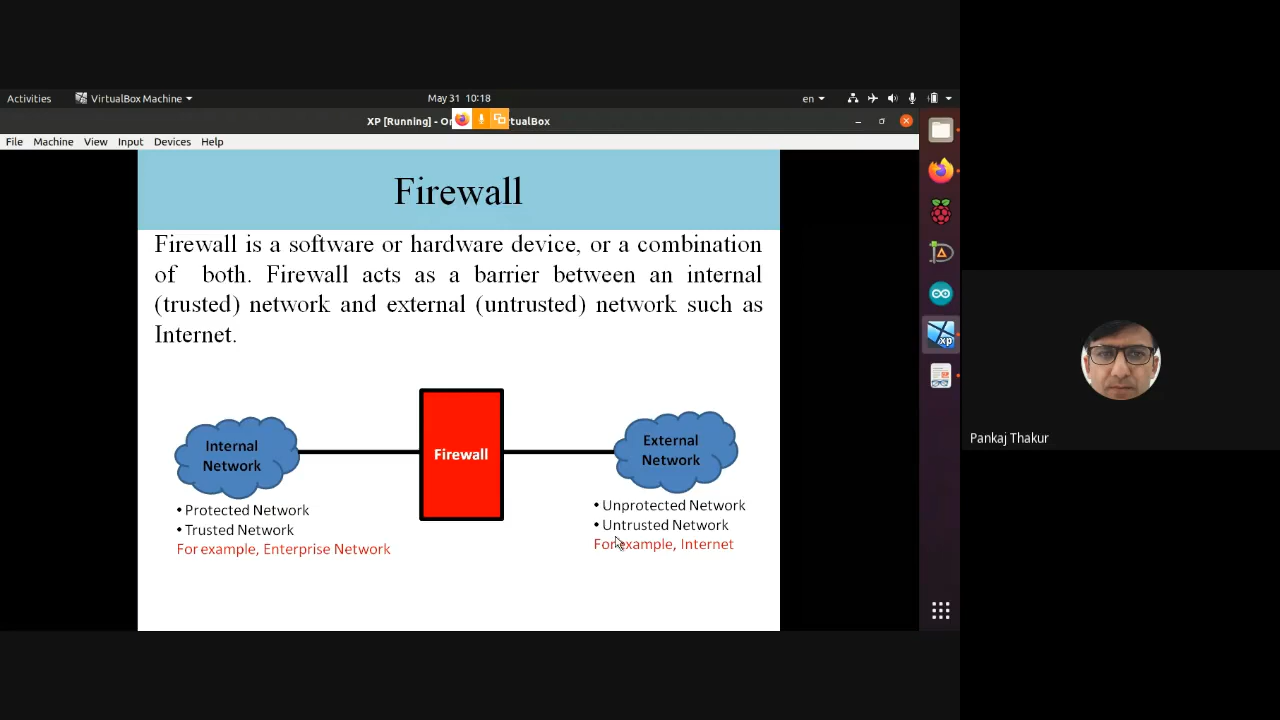 Activities VirtualBox Machine May 31 10:18 en
XP [Running] - Or tualBox
File Machine View Input Devices Help
Firewall
Firewall is a software or hardware device, or a combination
of both. Firewall acts as a barrier between an internal
(trusted) network and external (untrusted) network such as
Internet.
Internal
Network
Firewall
External
Network
• Protected Network
• Trusted Network
For example, Enterprise Network
• Unprotected Network
• Untrusted Network
For example, Internet
xp
Pankaj Thakur